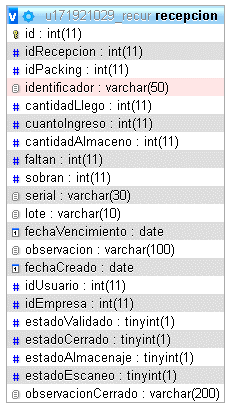 v u171921029_recur recepcion
id : int(11)
idRecepcion : int(11)
idPacking : int(11)
identificador : varchar(50)
cantidadLlego : int(11)
cuantoIngreso : int(11)
cantidadAlmaceno : int(11)
faltan : int(11)
sobran : int(11)
serial : varchar(30)
lote : varchar(10)
fechaVencimiento : date
observacion : varchar(100)
fechaCreado : date
idUsuario : int(11)
idEmpresa : int(11)
estadoValidado : tinyint(1)
estadoCerrado : tinyint(1)
estadoAlmacenaje : tinyint(1)
estadoEscaneo : tinyint(1)
observacionCerrado : varchar(200)